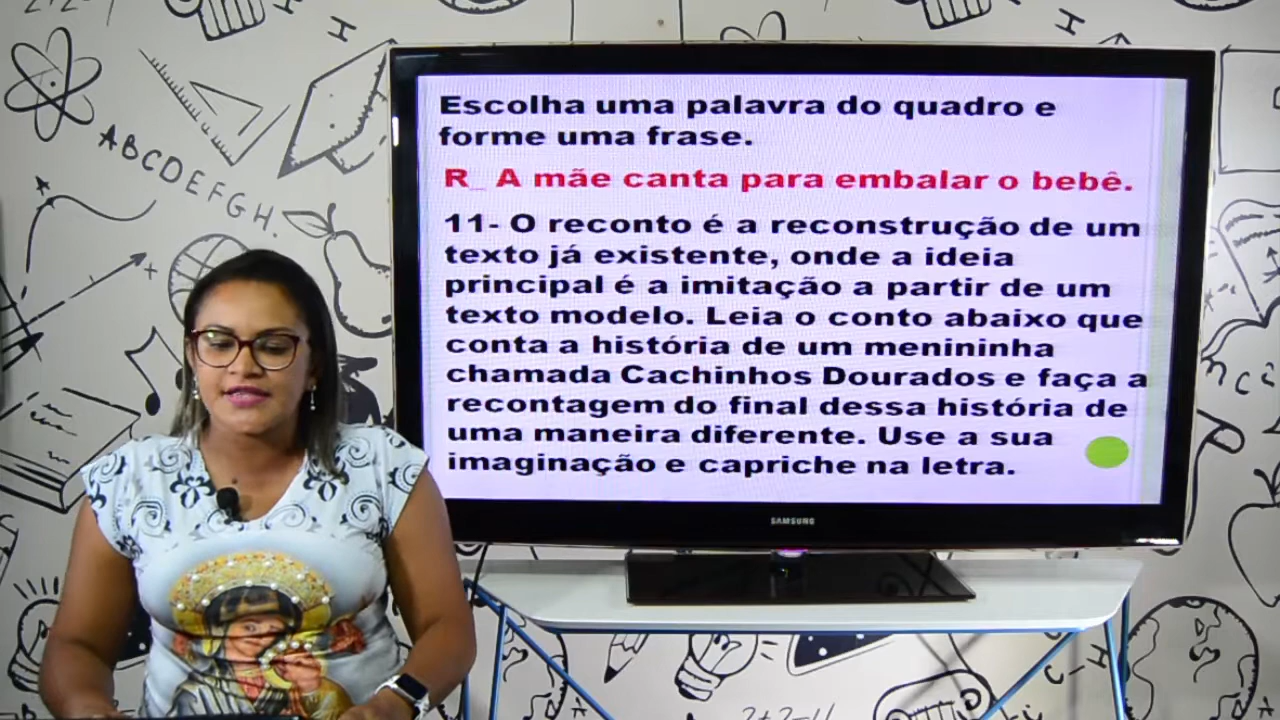 Escolha uma palavra do quadro e
forme uma frase.
R_ A mãe canta para embalar o bebê.
11- O reconto é a reconstrução de um
texto já existente, onde a ideia
principal é a imitação a partir de um
texto modelo. Leia o conto abaixo que
conta a história de um menininha
chamada Cachinhos Dourados e faça a
recontagem do final dessa história de
uma maneira diferente. Use a sua
imaginação e capriche na letra.
SAMSUNG
ABCDEFGH.